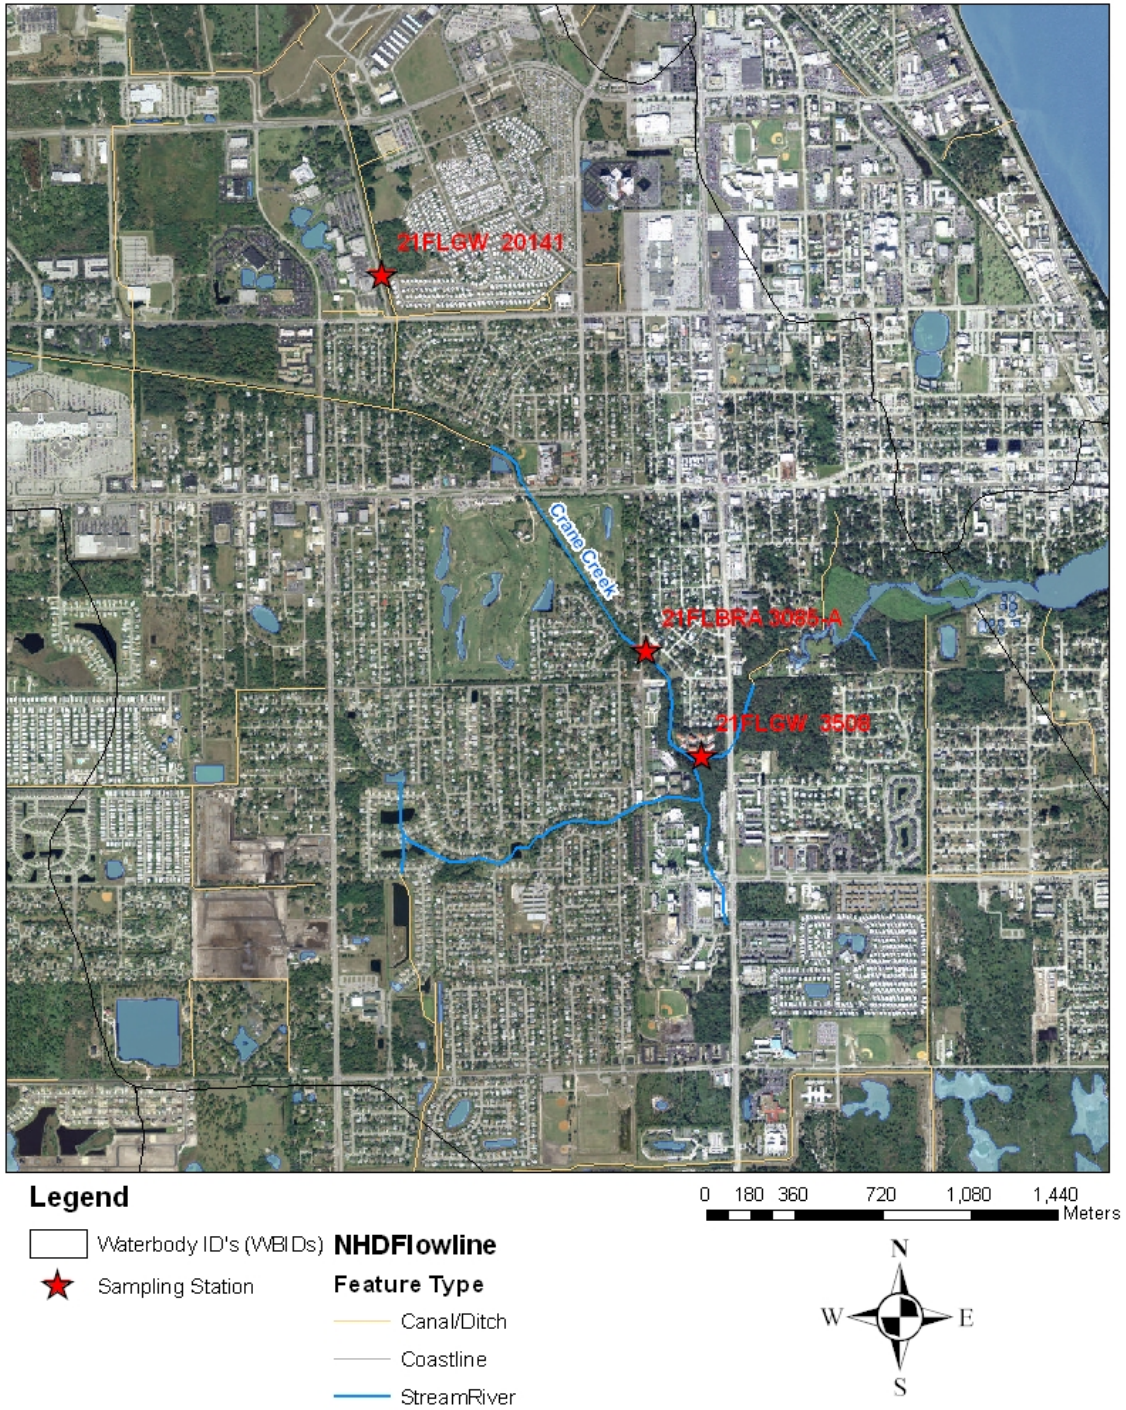 21FLGW 20141
Crane Creek
21FLBRA 3085-A
21FLGW 3508
Legend
Waterbody ID's (WBIDs)
Sampling Station
NHDFlowline
Feature Type
Canal/Ditch
Coastline
StreamRiver
0 180 360 720 1,080 1,440
Meters
N
W E
S